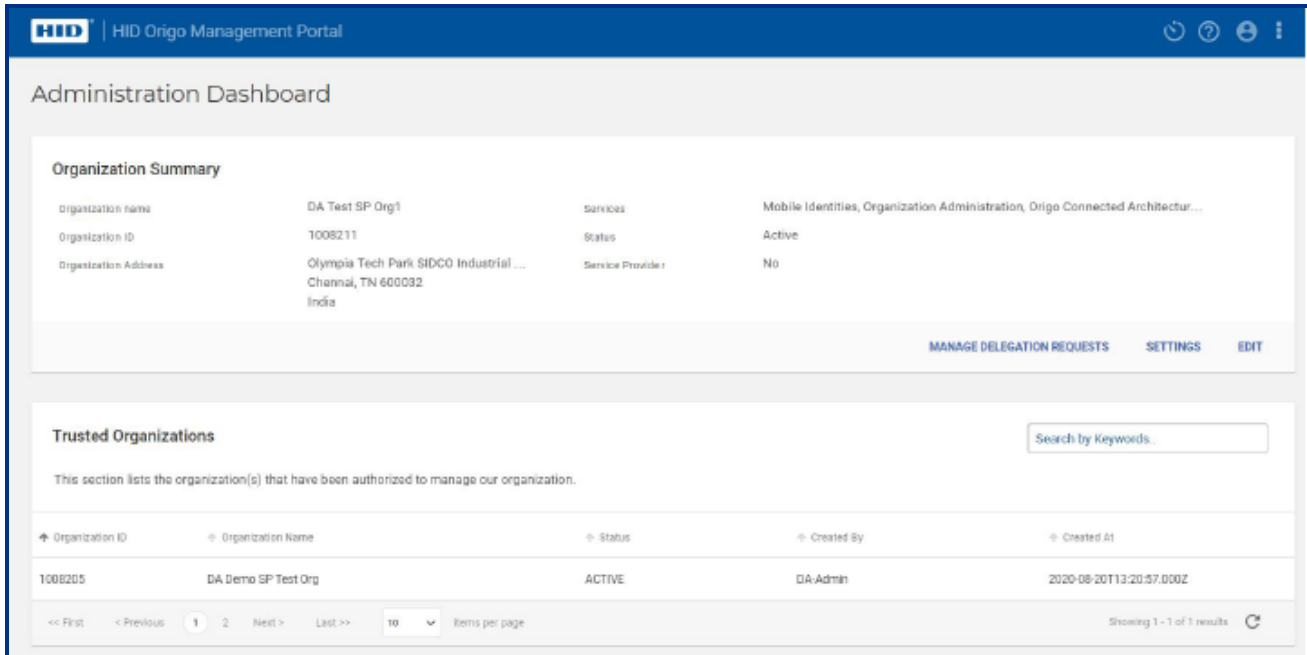 HID | HID Origo Management Portal
Administration Dashboard
Organization Summary
Organization name DA Test SP Org1 Services Mobile Identities, Organization Administration, Origo Connected Architectur...
Organization ID 1008211 Status Active
Organization Address Olympia Tech Park SIDCO Industrial ... Service Provider No
Chennai, TN 600032
India
MANAGE DELEGATION REQUESTS SETTINGS EDIT
Trusted Organizations Search by Keywords..
This section lists the organization(s) that have been authorized to manage our organization.
Organization ID Organization Name Status Created By Created At
1008205 DA Demo SP Test Org ACTIVE DA-Admin 2020-08-20T13:20:57.000Z
<< First < Previous 1 2 Next > Last >> 10 Items per page Showing 1 - 1 of 1 results